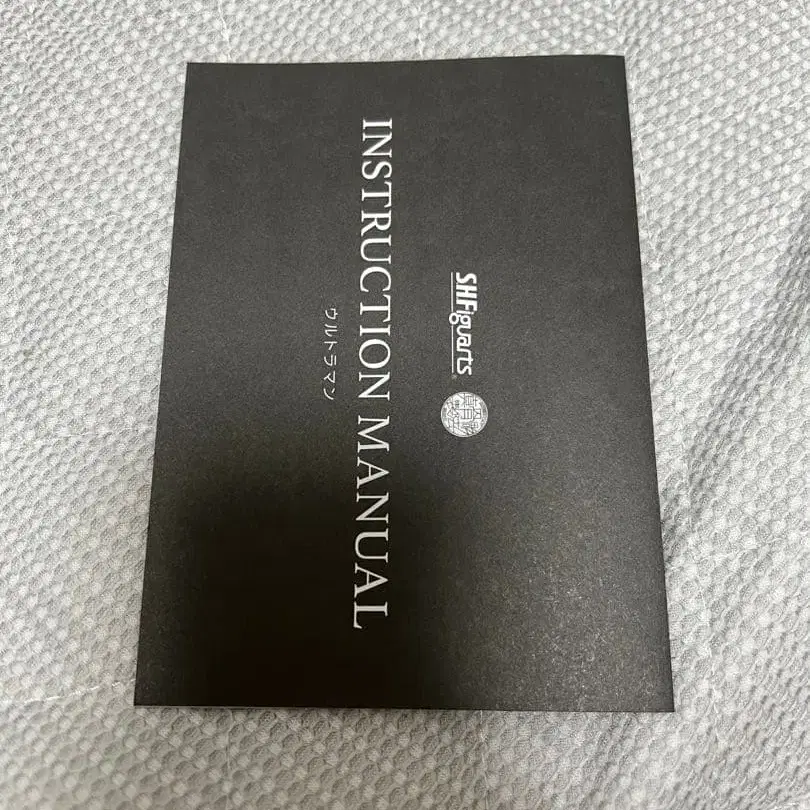 S.H.Figuarts
INSTRUCTION MANUAL
ウルトラマン